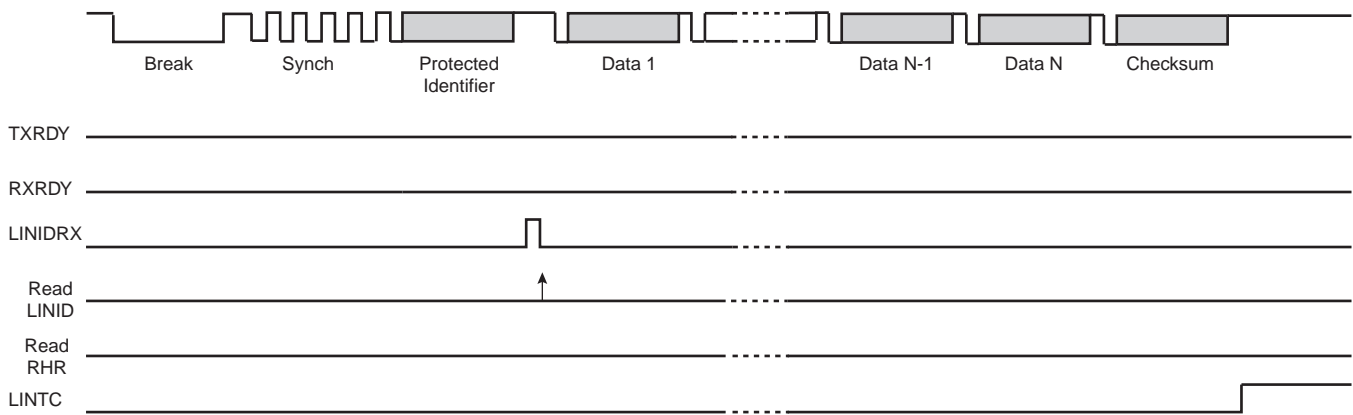 Break
Synch
Protected
Identifier
Data 1
Data N-1
Data N
Checksum
TXRDY
RXRDY
LINIDRX
Read
LINID
Read
RHR
LINTC